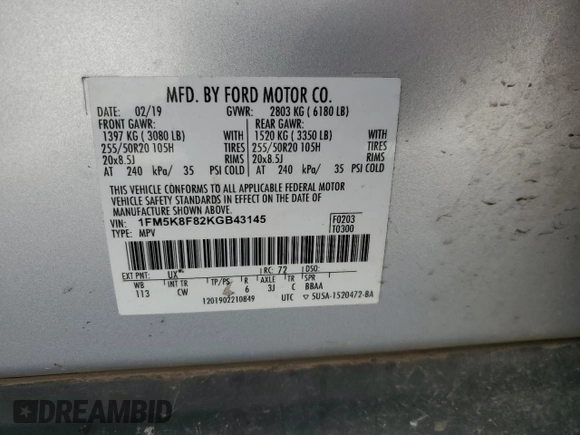 MFD. BY FORD MOTOR CO.
DATE: 02/19 GVWR: 2803 KG ( 6180 LB)
FRONT GAWR: REAR GAWR:
1397 KG ( 3080 LB) WITH 1520 KG ( 3350 LB) WITH
255/50R20 105H TIRES 255/50R20 105H TIRES
20x8.5J RIMS 20x8.5J RIMS
AT 240 kPa/ 35 PSI COLD AT 240 kPa/ 35 PSI COLD
THIS VEHICLE CONFORMS TO ALL APPLICABLE FEDERAL MOTOR
VEHICLE SAFETY STANDARDS IN EFFECT ON THE DATE OF
MANUFACTURE SHOWN ABOVE.
VIN: 1FM5K8F82KGB43145 F0203
TYPE: MPV T0300
EXT PNT: UX RC: 72 DSO:
WB INT TR TP/PS R AXLE TR SPR
113 CW 6 3J C BBAA
1201902210849 UTC ▽ 5U5A-1520472-BA
DREAMBID